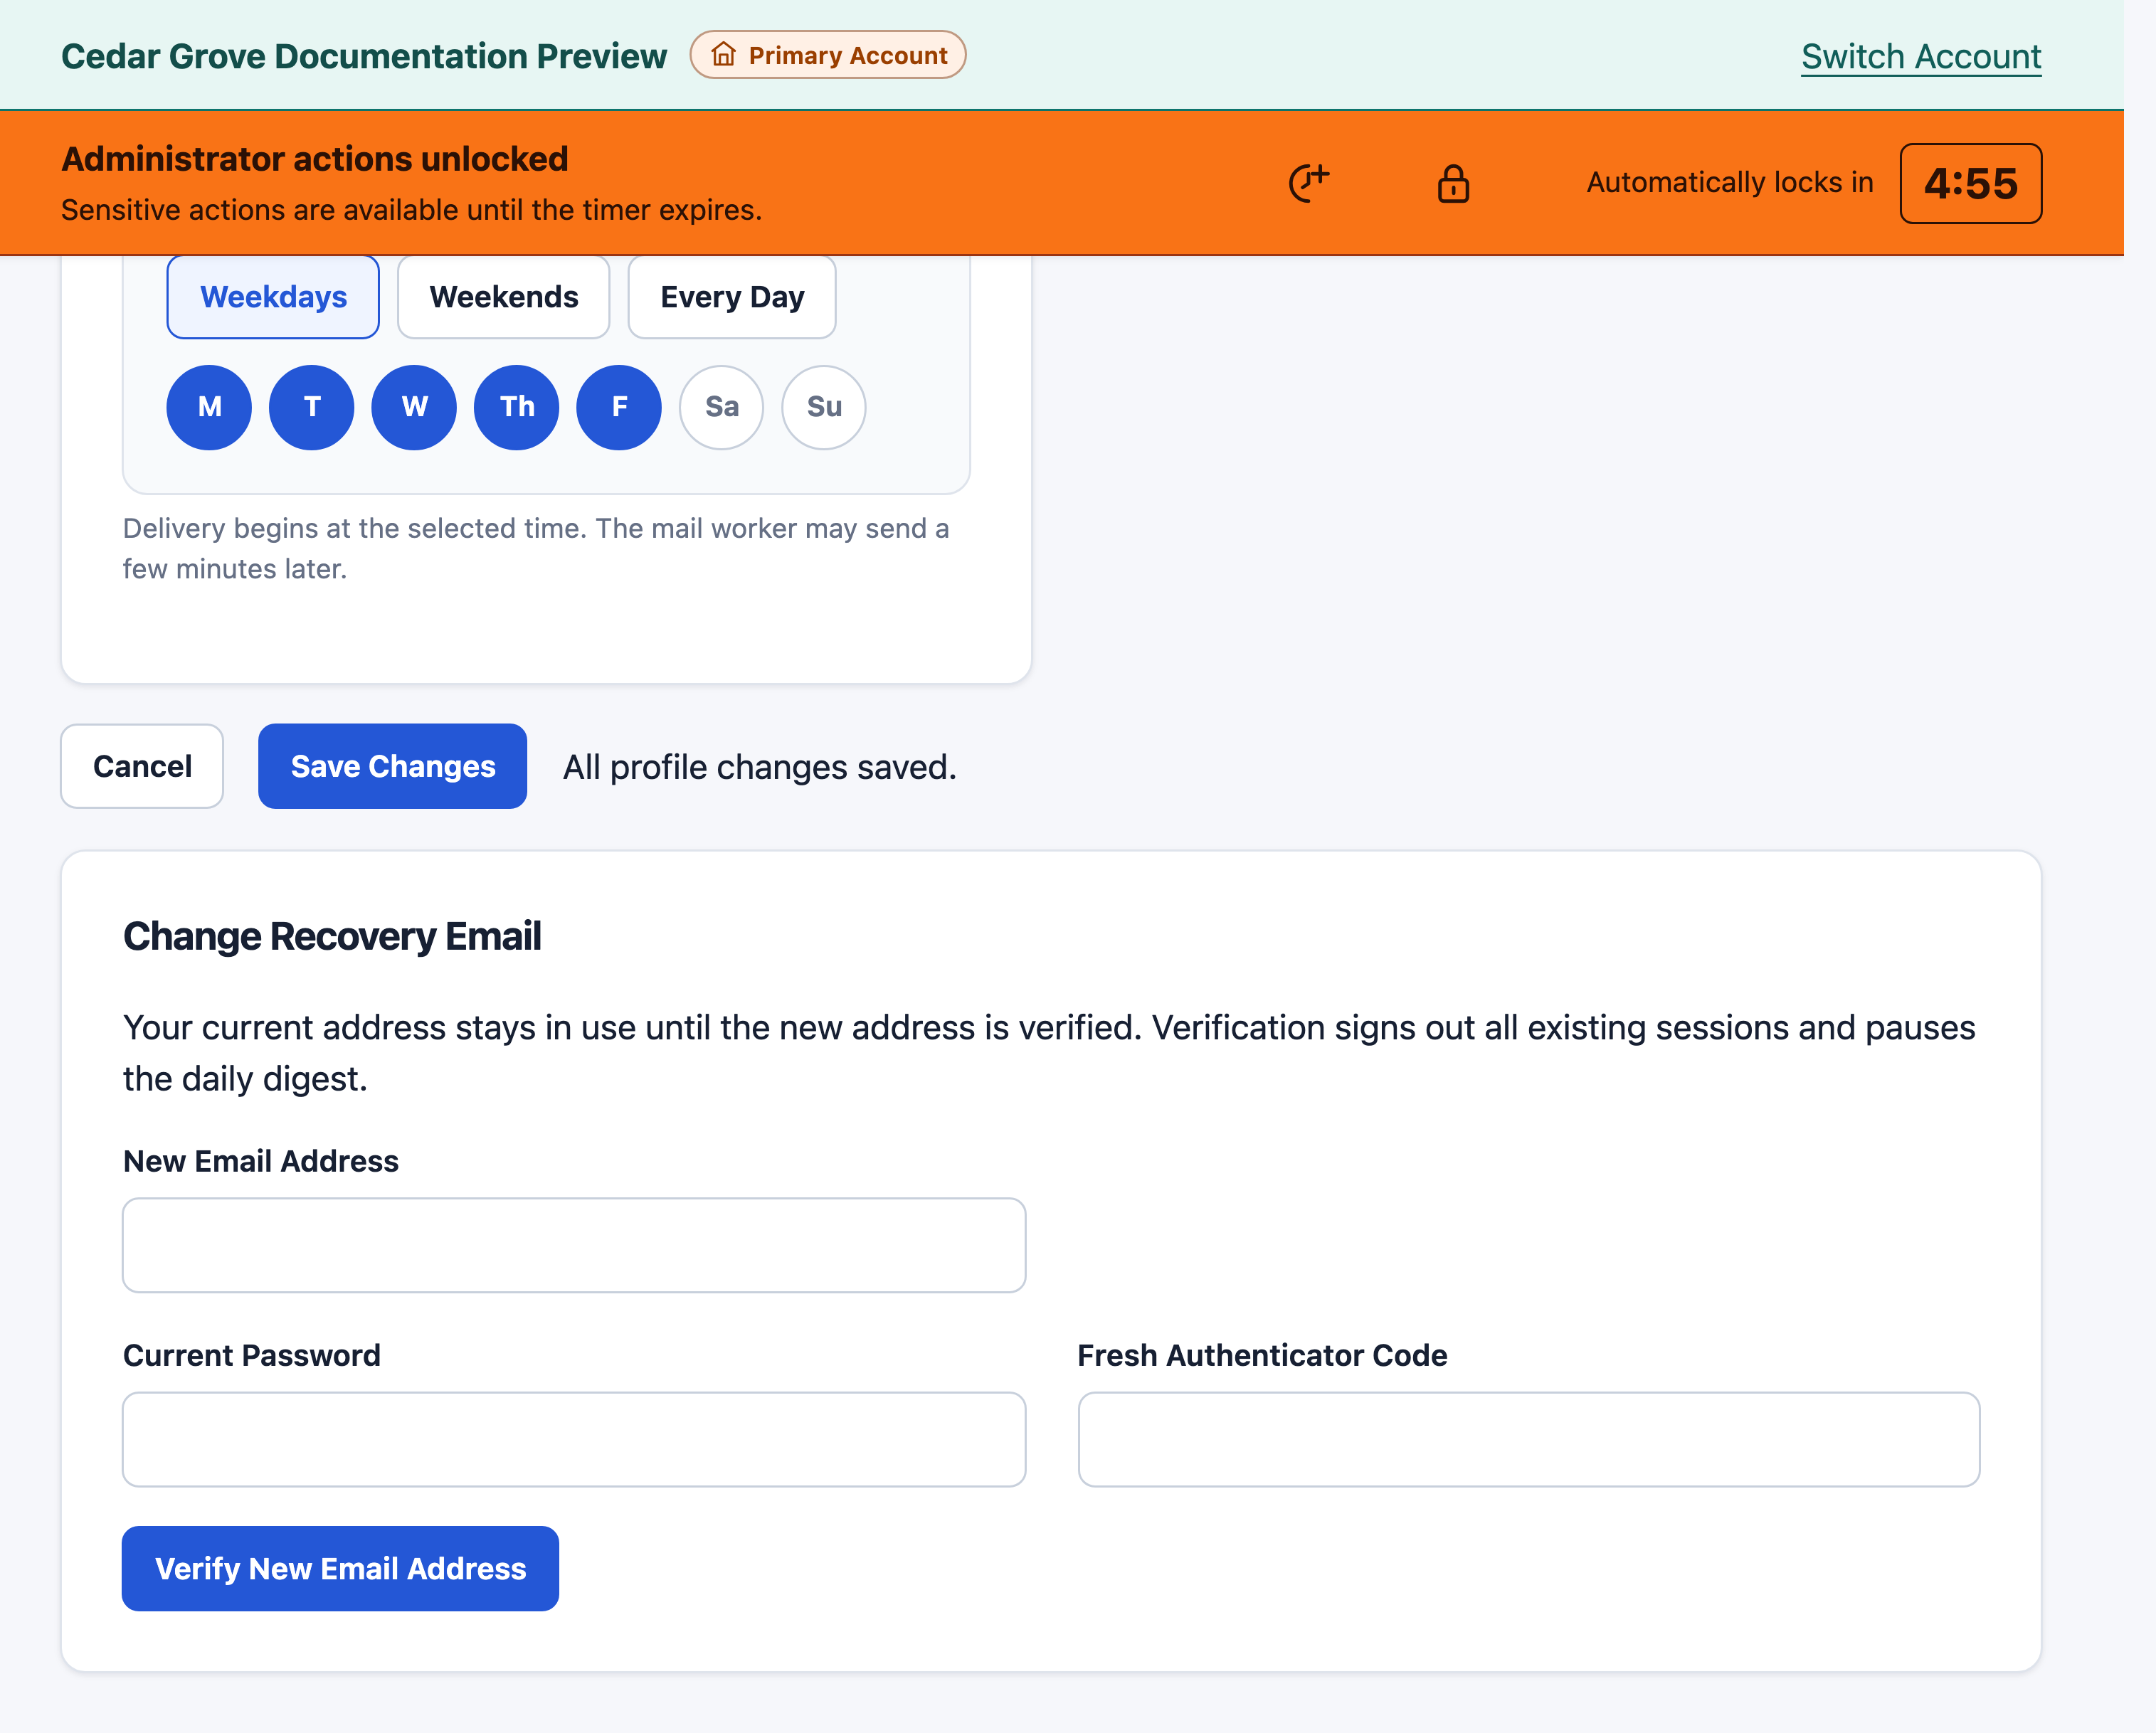 Cedar Grove Documentation Preview
Primary Account
Switch Account
Administrator actions unlocked
Sensitive actions are available until the timer expires.
Automatically locks in
4:55
Weekdays
Weekends
Every Day
M
T
W
Th
F
Sa
Su
Delivery begins at the selected time. The mail worker may send a
few minutes later.
Cancel
Save Changes
All profile changes saved.
Change Recovery Email
Your current address stays in use until the new address is verified. Verification signs out all existing sessions and pauses
the daily digest.
New Email Address
Current Password
Fresh Authenticator Code
Verify New Email Address